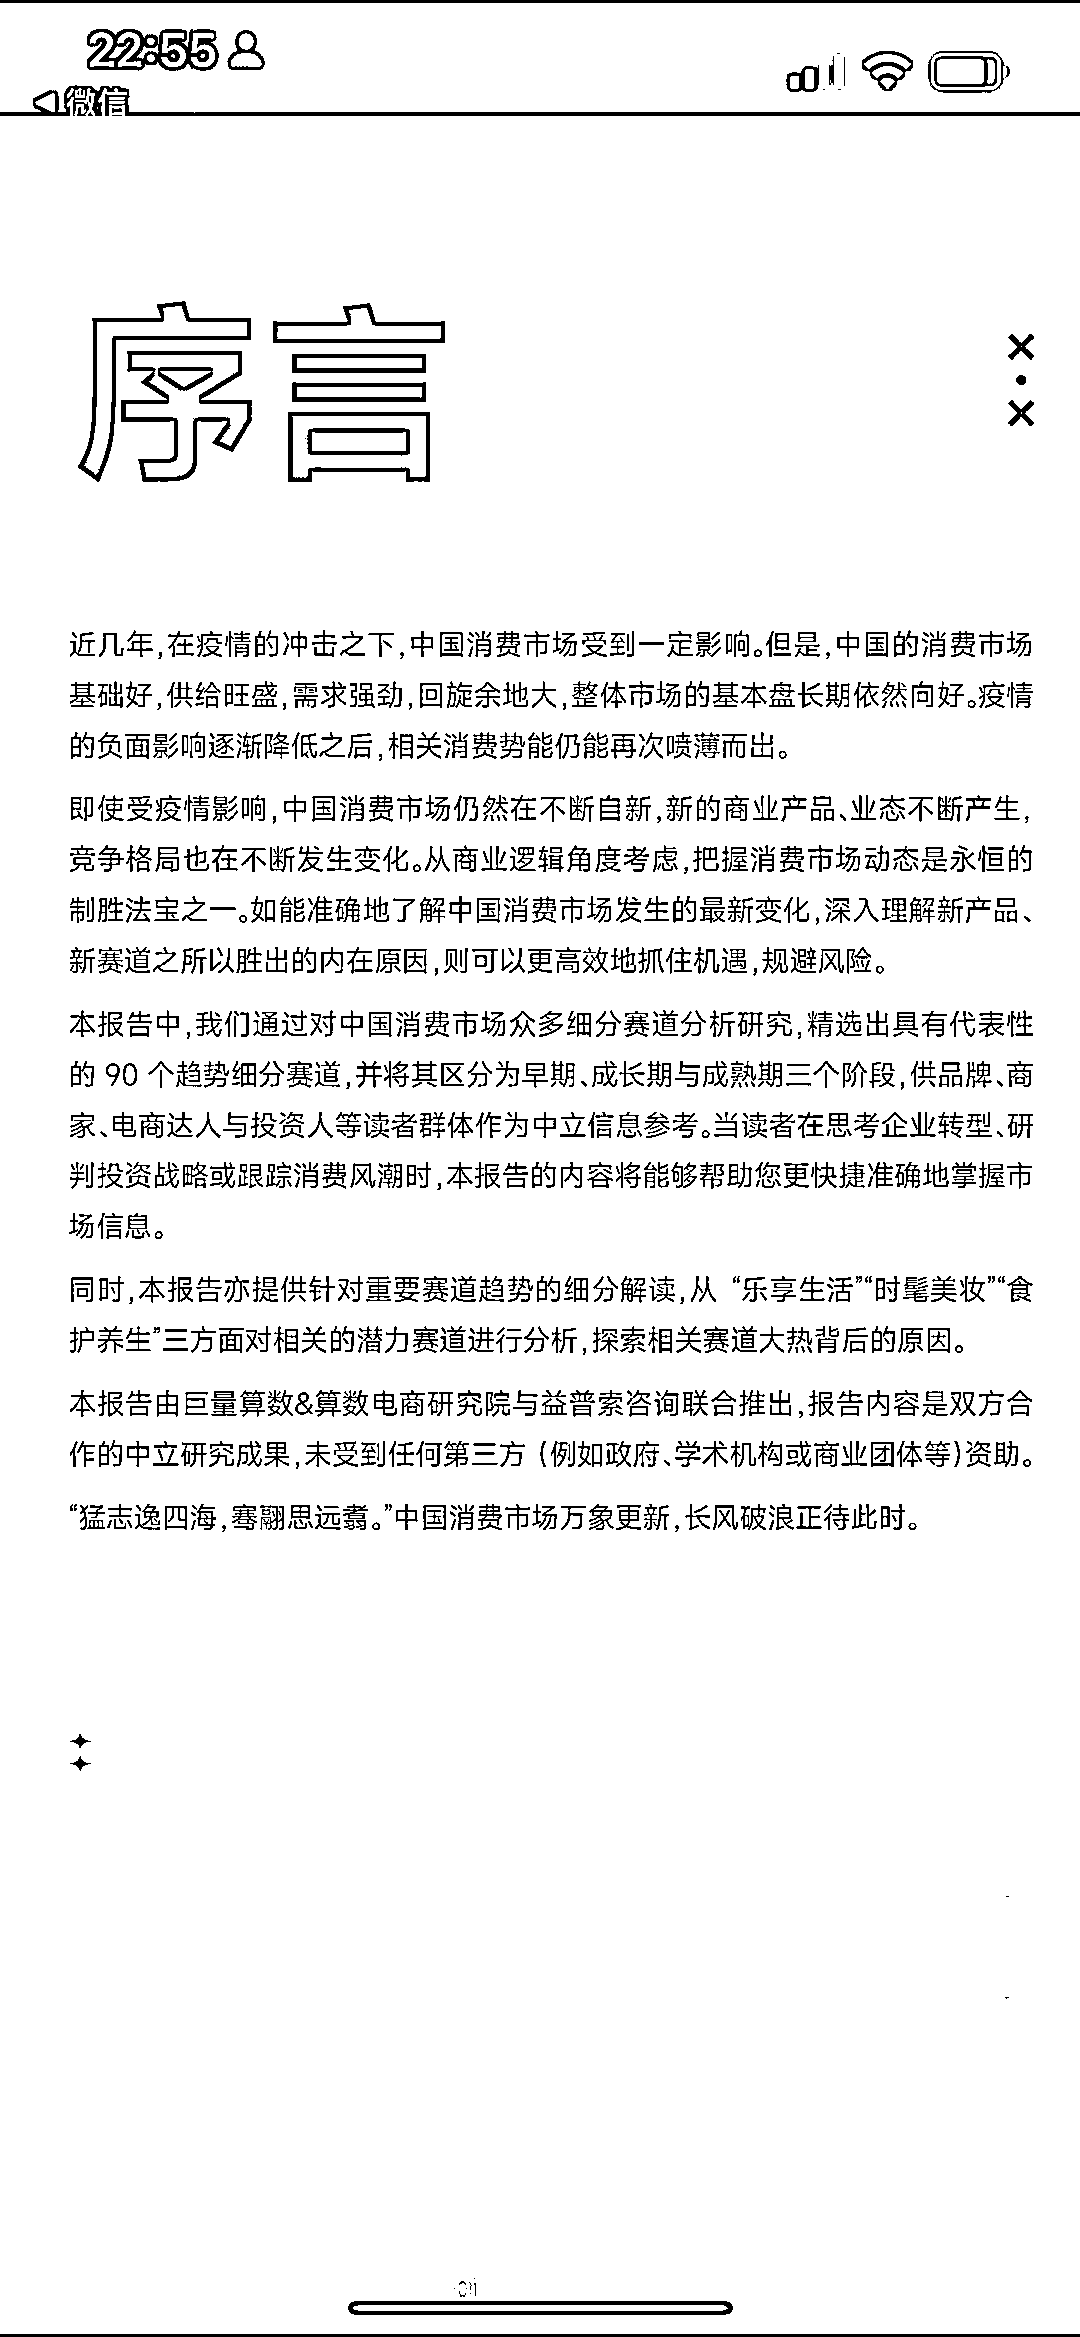 22:55
微信
序言
近几年,在疫情的冲击之下,中国消费市场受到一定影响。但是,中国的消费市场
基础好,供给旺盛,需求强劲,回旋余地大,整体市场的基本盘长期依然向好。疫情
的负面影响逐渐降低之后,相关消费势能仍能再次喷薄而出。
即使受疫情影响,中国消费市场仍然在不断自新,新的商业产品、业态不断产生,
竞争格局也在不断发生变化。从商业逻辑角度考虑,把握消费市场动态是永恒的
制胜法宝之一。如能准确地了解中国消费市场发生的最新变化,深入理解新产品、
新赛道之所以胜出的内在原因,则可以更高效地抓住机遇,规避风险。
本报告中,我们通过对中国消费市场众多细分赛道分析研究,精选出具有代表性
的 90 个趋势细分赛道,并将其区分为早期、成长期与成熟期三个阶段,供品牌、商
家、电商达人与投资人等读者群体作为中立信息参考。当读者在思考企业转型、研
判投资战略或跟踪消费风潮时,本报告的内容将能够帮助您更快捷准确地掌握市
场信息。
同时,本报告亦提供针对重要赛道趋势的细分解读,从 “乐享生活”“时髦美妆”“食
护养生”三方面对相关的潜力赛道进行分析,探索相关赛道大热背后的原因。
本报告由巨量算数&算数电商研究院与益普索咨询联合推出,报告内容是双方合
作的中立研究成果,未受到任何第三方 (例如政府、学术机构或商业团体等)资助。
“猛志逸四海,骞翮思远翥。”中国消费市场万象更新,长风破浪正待此时。